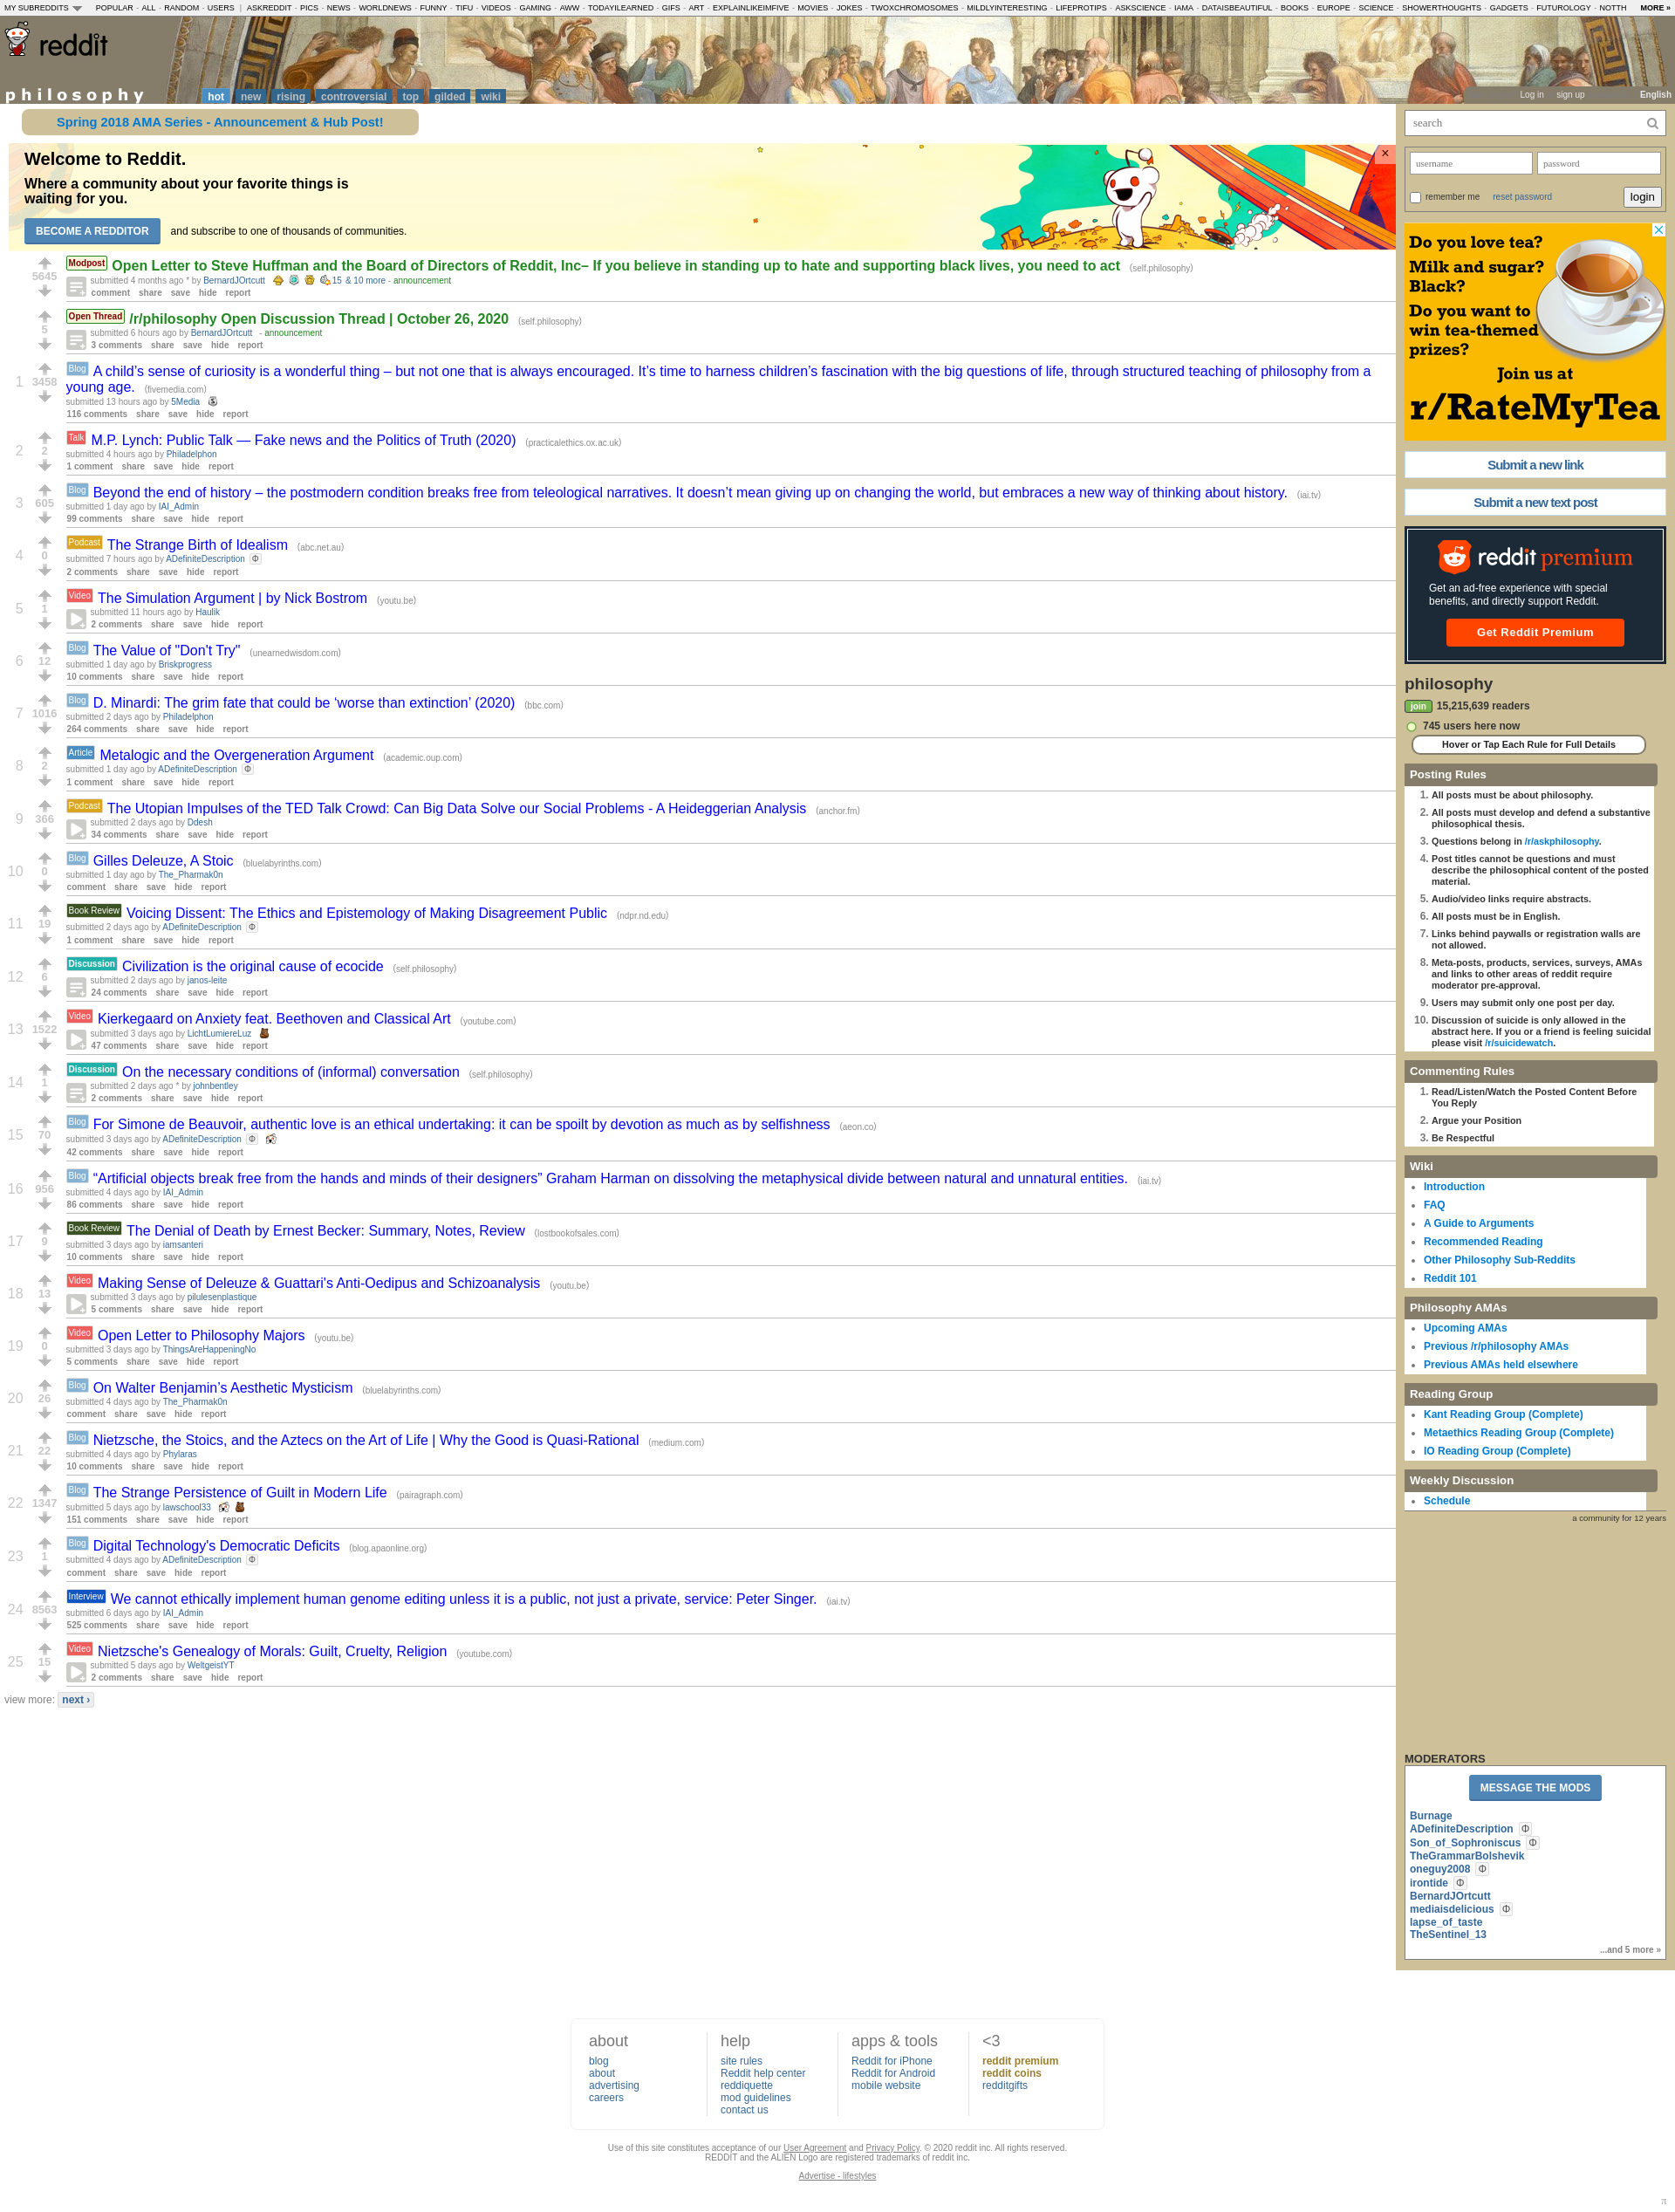 MY SUBREDDITS POPULAR - ALL - RANDOM - USERS | ASKREDDIT - PICS - NEWS - WORLDNEWS - FUNNY - TIFU - VIDEOS - GAMING - AWW - TODAYILEARNED - GIFS - ART - EXPLAINLIKEIMFIVE - MOVIES - JOKES - TWOXCHROMOSOMES - MILDLYINTERESTING - LIFEPROTIPS - ASKSCIENCE - IAMA - DATAISBEAUTIFUL - BOOKS - EUROPE - SCIENCE - SHOWERTHOUGHTS - GADGETS - FUTUROLOGY - NOTTH MORE »
reddit
philosophy hot new rising controversial top gilded wiki
Log in sign up English
Spring 2018 AMA Series - Announcement & Hub Post!
Welcome to Reddit.
Where a community about your favorite things is
waiting for you.
BECOME A REDDITOR and subscribe to one of thousands of communities.
×
5645
Modpost Open Letter to Steve Huffman and the Board of Directors of Reddit, Inc– If you believe in standing up to hate and supporting black lives, you need to act (self.philosophy)
submitted 4 months ago * by BernardJOrtcutt 15 & 10 more - announcement
comment share save hide report
5
Open Thread /r/philosophy Open Discussion Thread | October 26, 2020 (self.philosophy)
submitted 6 hours ago by BernardJOrtcutt - announcement
3 comments share save hide report
1 3458
Blog A child’s sense of curiosity is a wonderful thing – but not one that is always encouraged. It’s time to harness children’s fascination with the big questions of life, through structured teaching of philosophy from a
young age. (fivemedia.com)
submitted 13 hours ago by 5Media
116 comments share save hide report
2 2
Talk M.P. Lynch: Public Talk — Fake news and the Politics of Truth (2020) (practicalethics.ox.ac.uk)
submitted 4 hours ago by Philadelphon
1 comment share save hide report
3 605
Blog Beyond the end of history – the postmodern condition breaks free from teleological narratives. It doesn’t mean giving up on changing the world, but embraces a new way of thinking about history. (iai.tv)
submitted 1 day ago by IAI_Admin
99 comments share save hide report
4 0
Podcast The Strange Birth of Idealism (abc.net.au)
submitted 7 hours ago by ADefiniteDescription Φ
2 comments share save hide report
5 1
Video The Simulation Argument | by Nick Bostrom (youtu.be)
submitted 11 hours ago by Haulik
2 comments share save hide report
6 12
Blog The Value of "Don't Try" (unearnedwisdom.com)
submitted 1 day ago by Briskprogress
10 comments share save hide report
7 1016
Blog D. Minardi: The grim fate that could be ‘worse than extinction’ (2020) (bbc.com)
submitted 2 days ago by Philadelphon
264 comments share save hide report
8 2
Article Metalogic and the Overgeneration Argument (academic.oup.com)
submitted 1 day ago by ADefiniteDescription Φ
1 comment share save hide report
9 366
Podcast The Utopian Impulses of the TED Talk Crowd: Can Big Data Solve our Social Problems - A Heideggerian Analysis (anchor.fm)
submitted 2 days ago by Ddesh
34 comments share save hide report
10 0
Blog Gilles Deleuze, A Stoic (bluelabyrinths.com)
submitted 1 day ago by The_Pharmak0n
comment share save hide report
11 19
Book Review Voicing Dissent: The Ethics and Epistemology of Making Disagreement Public (ndpr.nd.edu)
submitted 2 days ago by ADefiniteDescription Φ
1 comment share save hide report
12 6
Discussion Civilization is the original cause of ecocide (self.philosophy)
submitted 2 days ago by janos-leite
24 comments share save hide report
13 1522
Video Kierkegaard on Anxiety feat. Beethoven and Classical Art (youtube.com)
submitted 3 days ago by LichtLumiereLuz
47 comments share save hide report
14 1
Discussion On the necessary conditions of (informal) conversation (self.philosophy)
submitted 2 days ago * by johnbentley
2 comments share save hide report
15 70
Blog For Simone de Beauvoir, authentic love is an ethical undertaking: it can be spoilt by devotion as much as by selfishness (aeon.co)
submitted 3 days ago by ADefiniteDescription Φ
42 comments share save hide report
16 956
Blog “Artificial objects break free from the hands and minds of their designers” Graham Harman on dissolving the metaphysical divide between natural and unnatural entities. (iai.tv)
submitted 4 days ago by IAI_Admin
86 comments share save hide report
17 9
Book Review The Denial of Death by Ernest Becker: Summary, Notes, Review (lostbookofsales.com)
submitted 3 days ago by iamsanteri
10 comments share save hide report
18 13
Video Making Sense of Deleuze & Guattari's Anti-Oedipus and Schizoanalysis (youtu.be)
submitted 3 days ago by pilulesenplastique
5 comments share save hide report
19 0
Video Open Letter to Philosophy Majors (youtu.be)
submitted 3 days ago by ThingsAreHappeningNo
5 comments share save hide report
20 26
Blog On Walter Benjamin’s Aesthetic Mysticism (bluelabyrinths.com)
submitted 4 days ago by The_Pharmak0n
comment share save hide report
21 22
Blog Nietzsche, the Stoics, and the Aztecs on the Art of Life | Why the Good is Quasi-Rational (medium.com)
submitted 4 days ago by Phylaras
10 comments share save hide report
22 1347
Blog The Strange Persistence of Guilt in Modern Life (pairagraph.com)
submitted 5 days ago by lawschool33
151 comments share save hide report
23 1
Blog Digital Technology's Democratic Deficits (blog.apaonline.org)
submitted 4 days ago by ADefiniteDescription Φ
comment share save hide report
24 8563
Interview We cannot ethically implement human genome editing unless it is a public, not just a private, service: Peter Singer. (iai.tv)
submitted 6 days ago by IAI_Admin
525 comments share save hide report
25 15
Video Nietzsche's Genealogy of Morals: Guilt, Cruelty, Religion (youtube.com)
submitted 5 days ago by WeltgeistYT
2 comments share save hide report
view more: next ›
search
username password
remember me reset password login
Do you love tea?
Milk and sugar?
Black?
Do you want to
win tea-themed
prizes?
Join us at
r/RateMyTea
Submit a new link
Submit a new text post
reddit premium
Get an ad-free experience with special
benefits, and directly support Reddit.
Get Reddit Premium
philosophy
join 15,215,639 readers
745 users here now
Hover or Tap Each Rule for Full Details
Posting Rules
1. All posts must be about philosophy.
2. All posts must develop and defend a substantive
philosophical thesis.
3. Questions belong in /r/askphilosophy.
4. Post titles cannot be questions and must
describe the philosophical content of the posted
material.
5. Audio/video links require abstracts.
6. All posts must be in English.
7. Links behind paywalls or registration walls are
not allowed.
8. Meta-posts, products, services, surveys, AMAs
and links to other areas of reddit require
moderator pre-approval.
9. Users may submit only one post per day.
10. Discussion of suicide is only allowed in the
abstract here. If you or a friend is feeling suicidal
please visit /r/suicidewatch.
Commenting Rules
1. Read/Listen/Watch the Posted Content Before
You Reply
2. Argue your Position
3. Be Respectful
Wiki
Introduction
FAQ
A Guide to Arguments
Recommended Reading
Other Philosophy Sub-Reddits
Reddit 101
Philosophy AMAs
Upcoming AMAs
Previous /r/philosophy AMAs
Previous AMAs held elsewhere
Reading Group
Kant Reading Group (Complete)
Metaethics Reading Group (Complete)
IO Reading Group (Complete)
Weekly Discussion
Schedule
a community for 12 years
MODERATORS
MESSAGE THE MODS
Burnage
ADefiniteDescription Φ
Son_of_Sophroniscus Φ
TheGrammarBolshevik
oneguy2008 Φ
irontide Φ
BernardJOrtcutt
mediaisdelicious Φ
lapse_of_taste
TheSentinel_13
...and 5 more »
about
blog
about
advertising
careers
help
site rules
Reddit help center
reddiquette
mod guidelines
contact us
apps & tools
Reddit for iPhone
Reddit for Android
mobile website
<3
reddit premium
reddit coins
redditgifts
Use of this site constitutes acceptance of our User Agreement and Privacy Policy. © 2020 reddit inc. All rights reserved.
REDDIT and the ALIEN Logo are registered trademarks of reddit inc.
Advertise - lifestyles
π